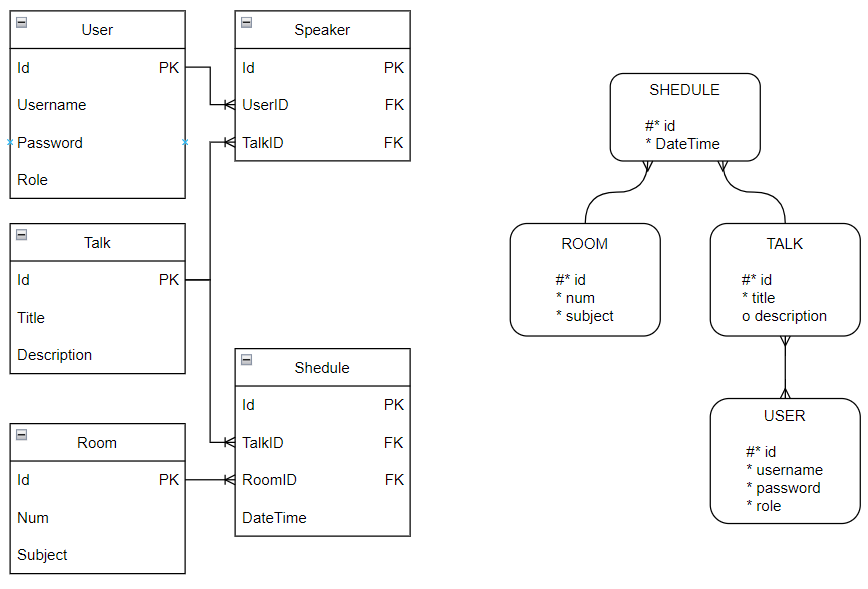 User
Id PK
Username
Password
Role
Speaker
Id PK
UserID FK
TalkID FK
Talk
Id PK
Title
Description
Shedule
Id PK
TalkID FK
RoomID FK
DateTime
Room
Id PK
Num
Subject
SHEDULE
#* id
* DateTime
ROOM
#* id
* num
* subject
TALK
#* id
* title
o description
USER
#* id
* username
* password
* role